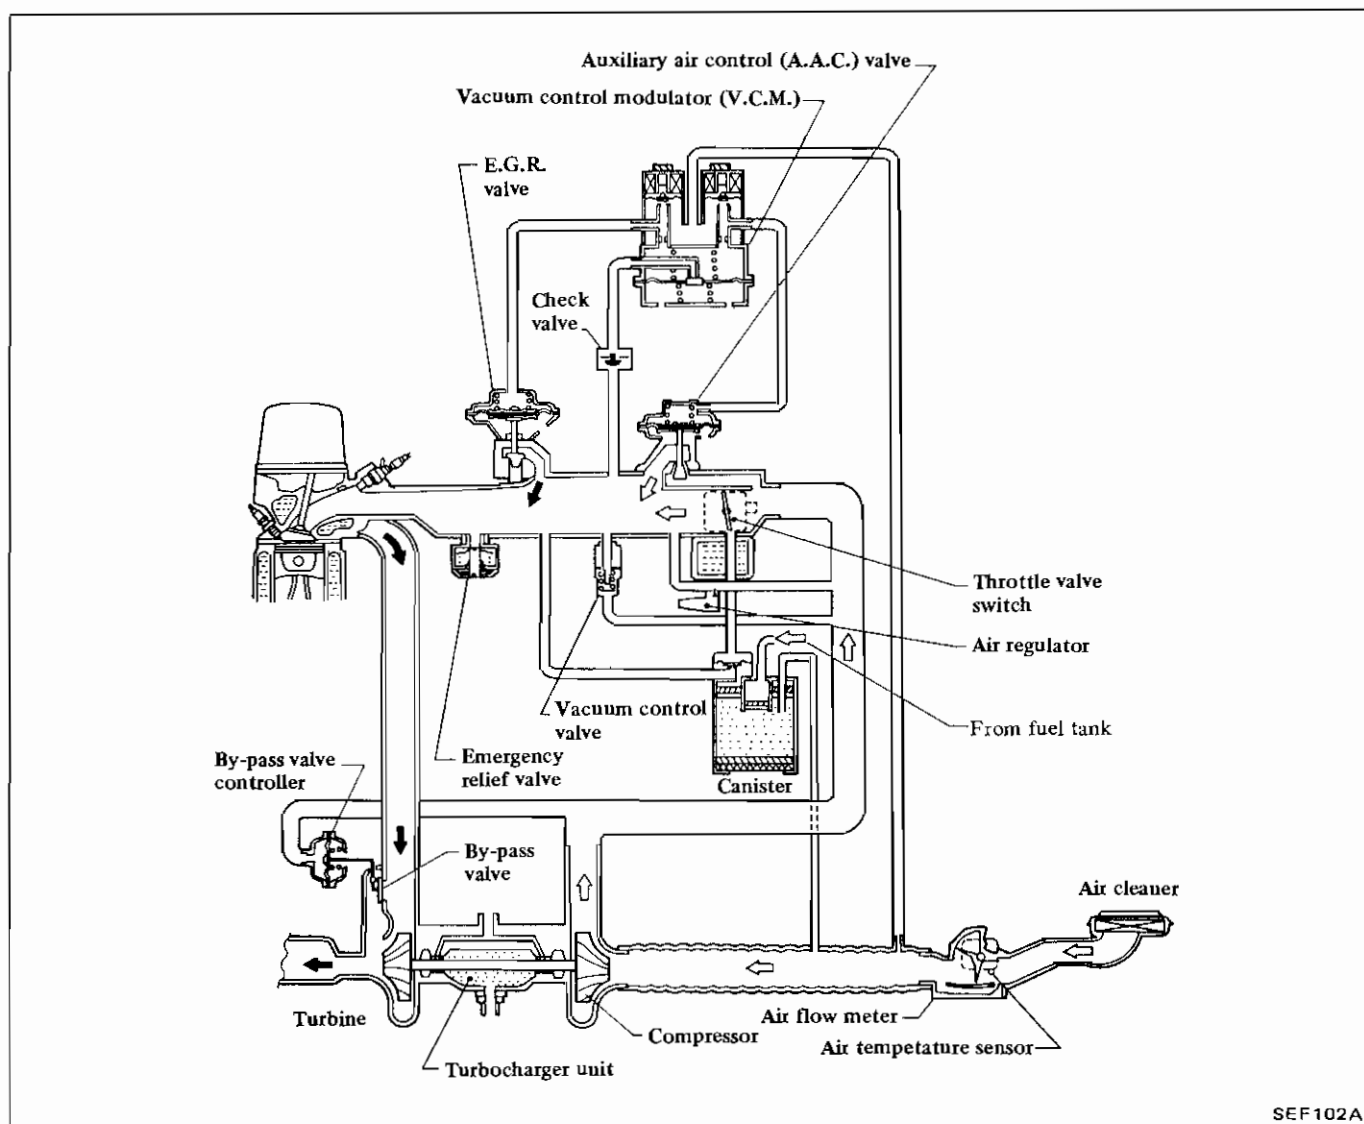 Auxiliary air control (A.A.C.) valve
Vacuum control modulator (V.C.M.)
E.G.R.
valve
Check
valve
Throttle valve
switch
Air regulator
From fuel tank
Vacuum control
valve
Emergency
relief valve
Canister
By-pass valve
controller
By-pass
valve
Air cleaner
Turbine
Compressor
Air flow meter
Air tempetature sensor
Turbocharger unit
SEF102A